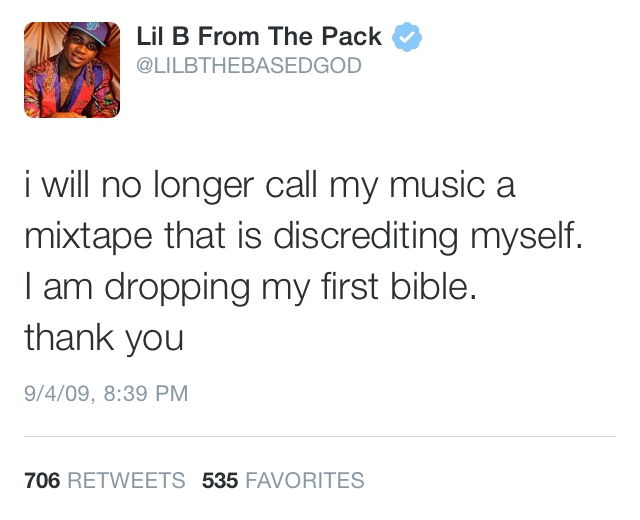 Lil B From The Pack
@LILBTHEBASEDGOD
i will no longer call my music a
mixtape that is discrediting myself.
I am dropping my first bible.
thank you
9/4/09, 8:39 PM
706 RETWEETS 535 FAVORITES